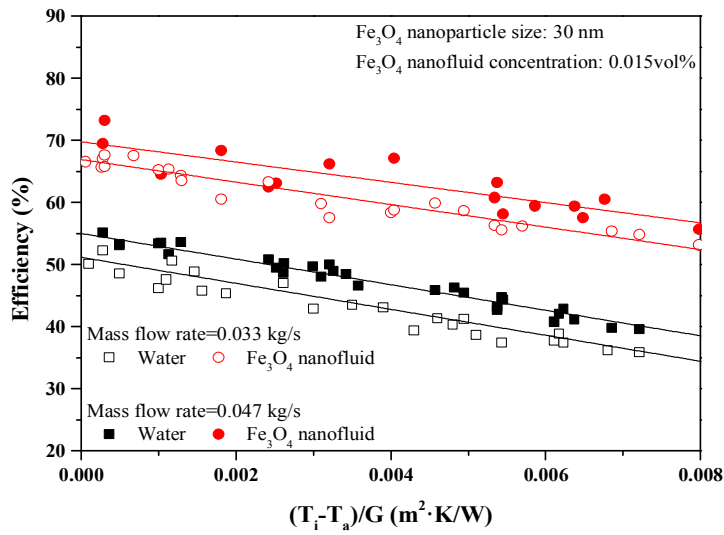 Fe₃O₄ nanoparticle size: 30 nm
Fe₃O₄ nanofluid concentration: 0.015vol%
90
80
70
60
50
40
30
20
Efficiency (%)
Mass flow rate=0.033 kg/s
Water Fe₃O₄ nanofluid
Mass flow rate=0.047 kg/s
Water Fe₃O₄ nanofluid
0.000 0.002 0.004 0.006 0.008
(Tᵢ-Tₐ)/G (m²·K/W)